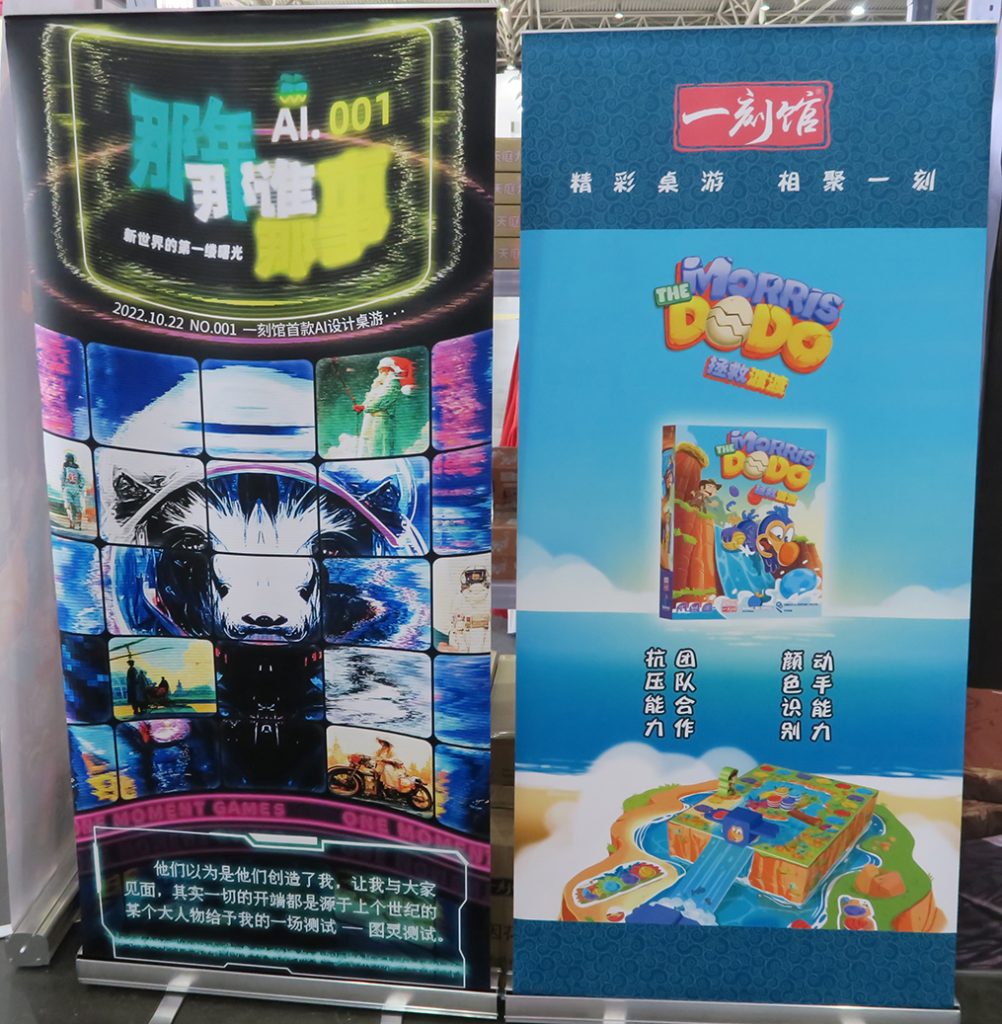 那年
AI.001
那谁
那事
新世界的第一缕曙光
2022.10.22 NO.001 一刻馆首款AI设计桌游···
ONE MOMENT GAMES
ONE MOMENT
他们以为是他们创造了我，让我与大家
见面，其实一切的开端都是源于上个世纪的
某个大人物给予我的一场测试 — 图灵测试。
一刻馆
精彩桌游 相聚一刻
THE MORRIS
DODO
拯救渡渡
THE MORRIS
DODO
拯救渡渡
团队合作
抗压能力
动手能力
颜色识别